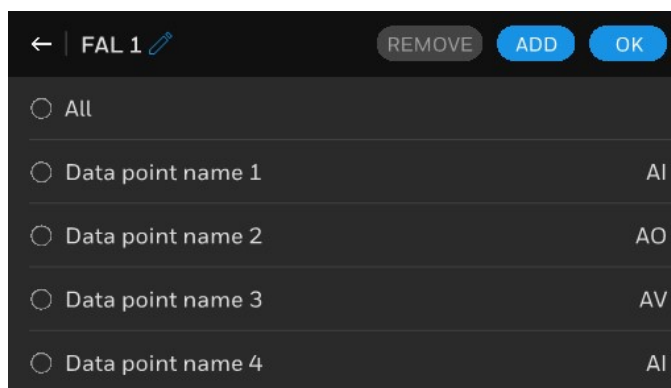 ← | FAL 1 REMOVE ADD OK
All
Data point name 1 AI
Data point name 2 AO
Data point name 3 AV
Data point name 4 AI